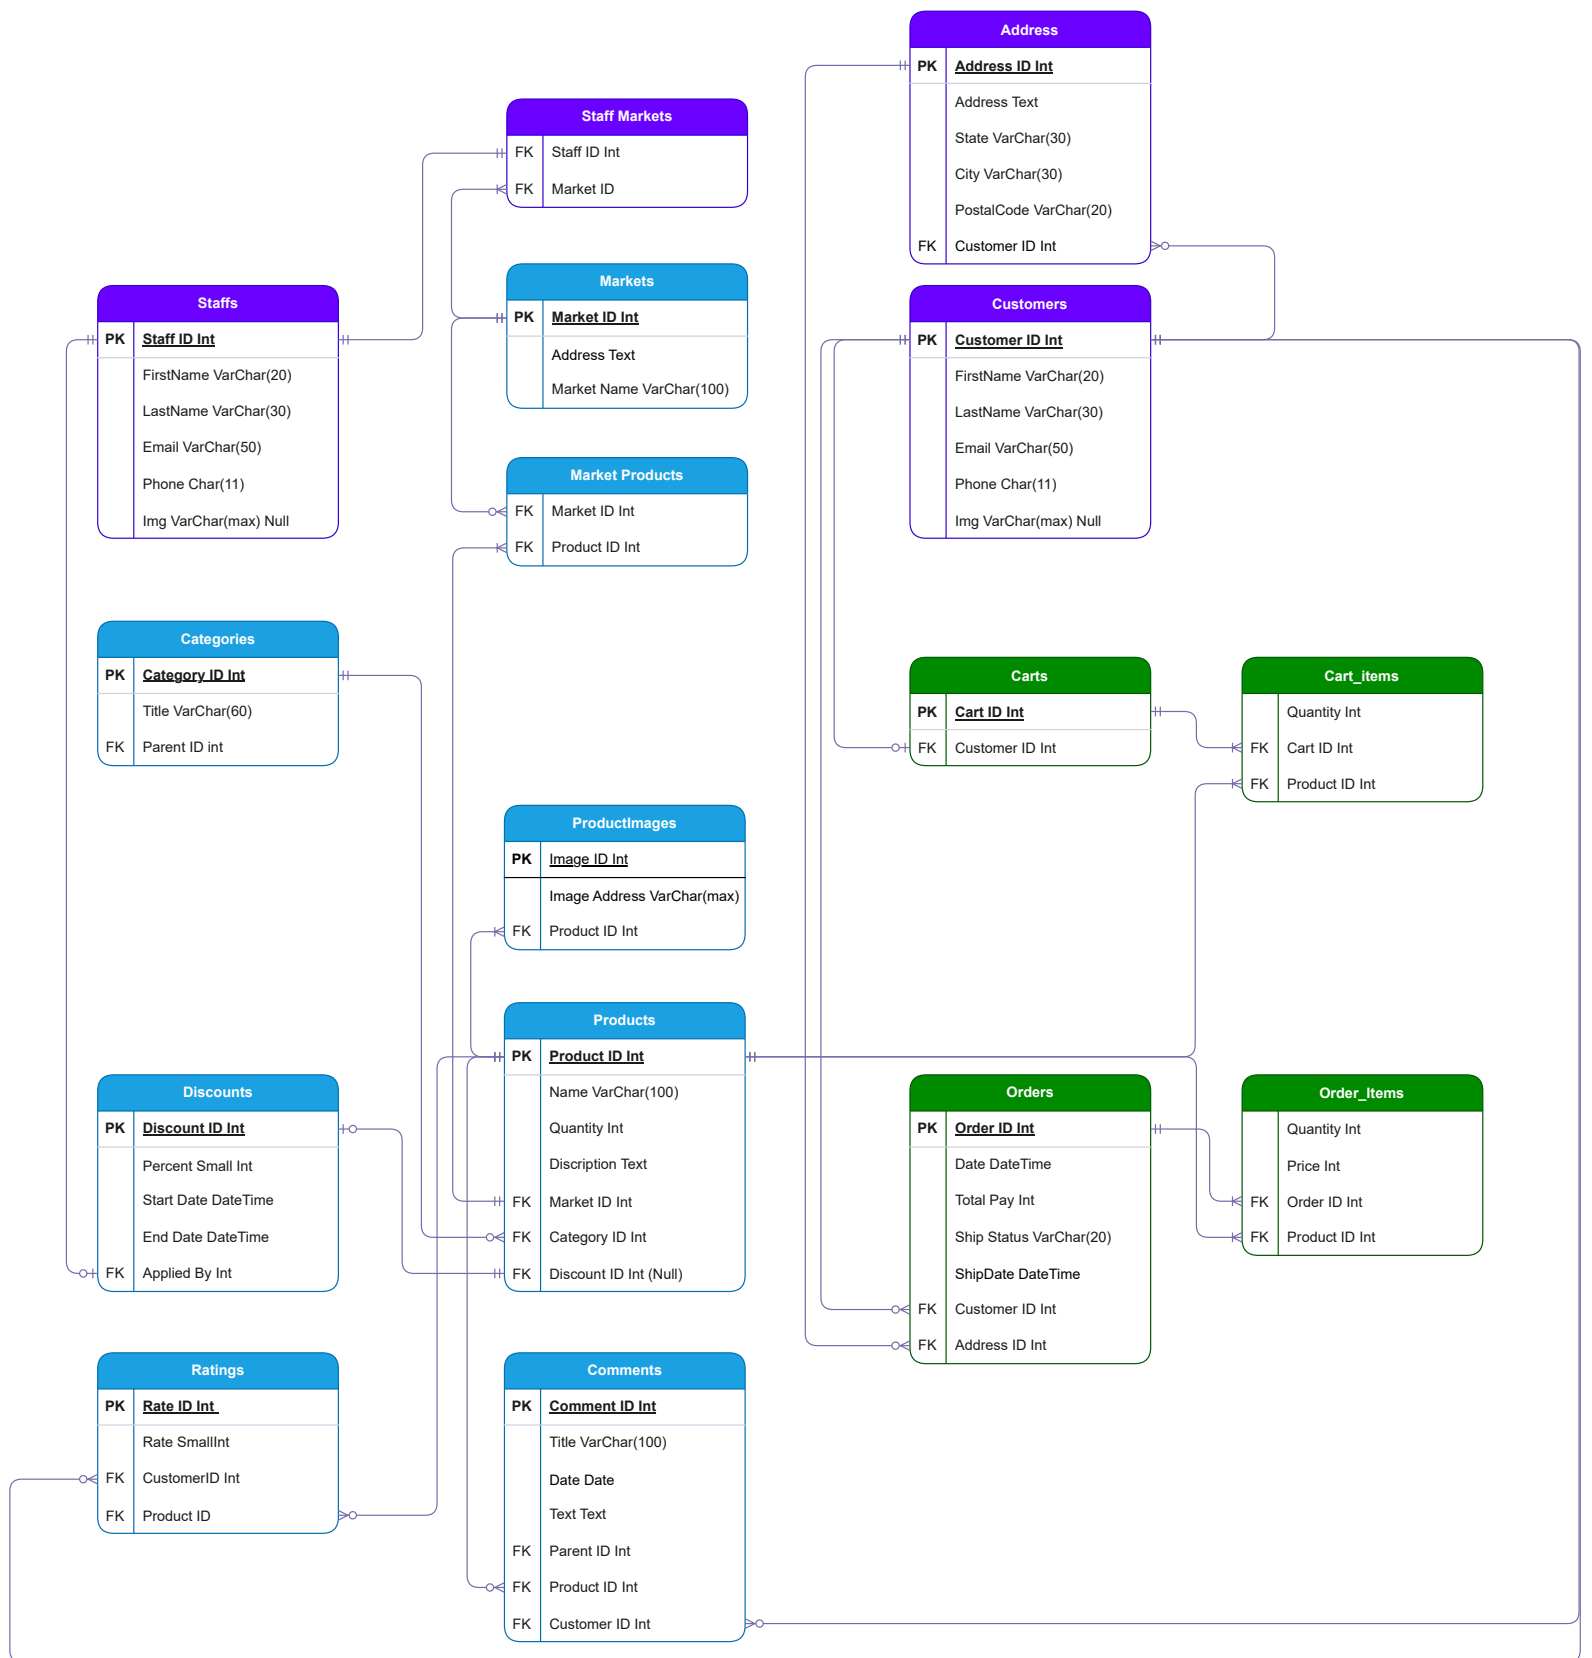 Address
PK Address ID Int
Address Text
State VarChar(30)
City VarChar(30)
PostalCode VarChar(20)
FK Customer ID Int
Staff Markets
FK Staff ID Int
FK Market ID
Markets
PK Market ID Int
Address Text
Market Name VarChar(100)
Staffs
PK Staff ID Int
FirstName VarChar(20)
LastName VarChar(30)
Email VarChar(50)
Phone Char(11)
Img VarChar(max) Null
Customers
PK Customer ID Int
FirstName VarChar(20)
LastName VarChar(30)
Email VarChar(50)
Phone Char(11)
Img VarChar(max) Null
Market Products
FK Market ID Int
FK Product ID Int
Categories
PK Category ID Int
Title VarChar(60)
FK Parent ID int
Carts
PK Cart ID Int
FK Customer ID Int
Cart_items
Quantity Int
FK Cart ID Int
FK Product ID Int
ProductImages
PK Image ID Int
Image Address VarChar(max)
FK Product ID Int
Products
PK Product ID Int
Name VarChar(100)
Quantity Int
Discription Text
FK Market ID Int
FK Category ID Int
FK Discount ID Int (Null)
Discounts
PK Discount ID Int
Percent Small Int
Start Date DateTime
End Date DateTime
FK Applied By Int
Orders
PK Order ID Int
Date DateTime
Total Pay Int
Ship Status VarChar(20)
ShipDate DateTime
FK Customer ID Int
FK Address ID Int
Order_Items
Quantity Int
Price Int
FK Order ID Int
FK Product ID Int
Ratings
PK Rate ID Int
Rate SmallInt
FK CustomerID Int
FK Product ID
Comments
PK Comment ID Int
Title VarChar(100)
Date Date
Text Text
FK Parent ID Int
FK Product ID Int
FK Customer ID Int